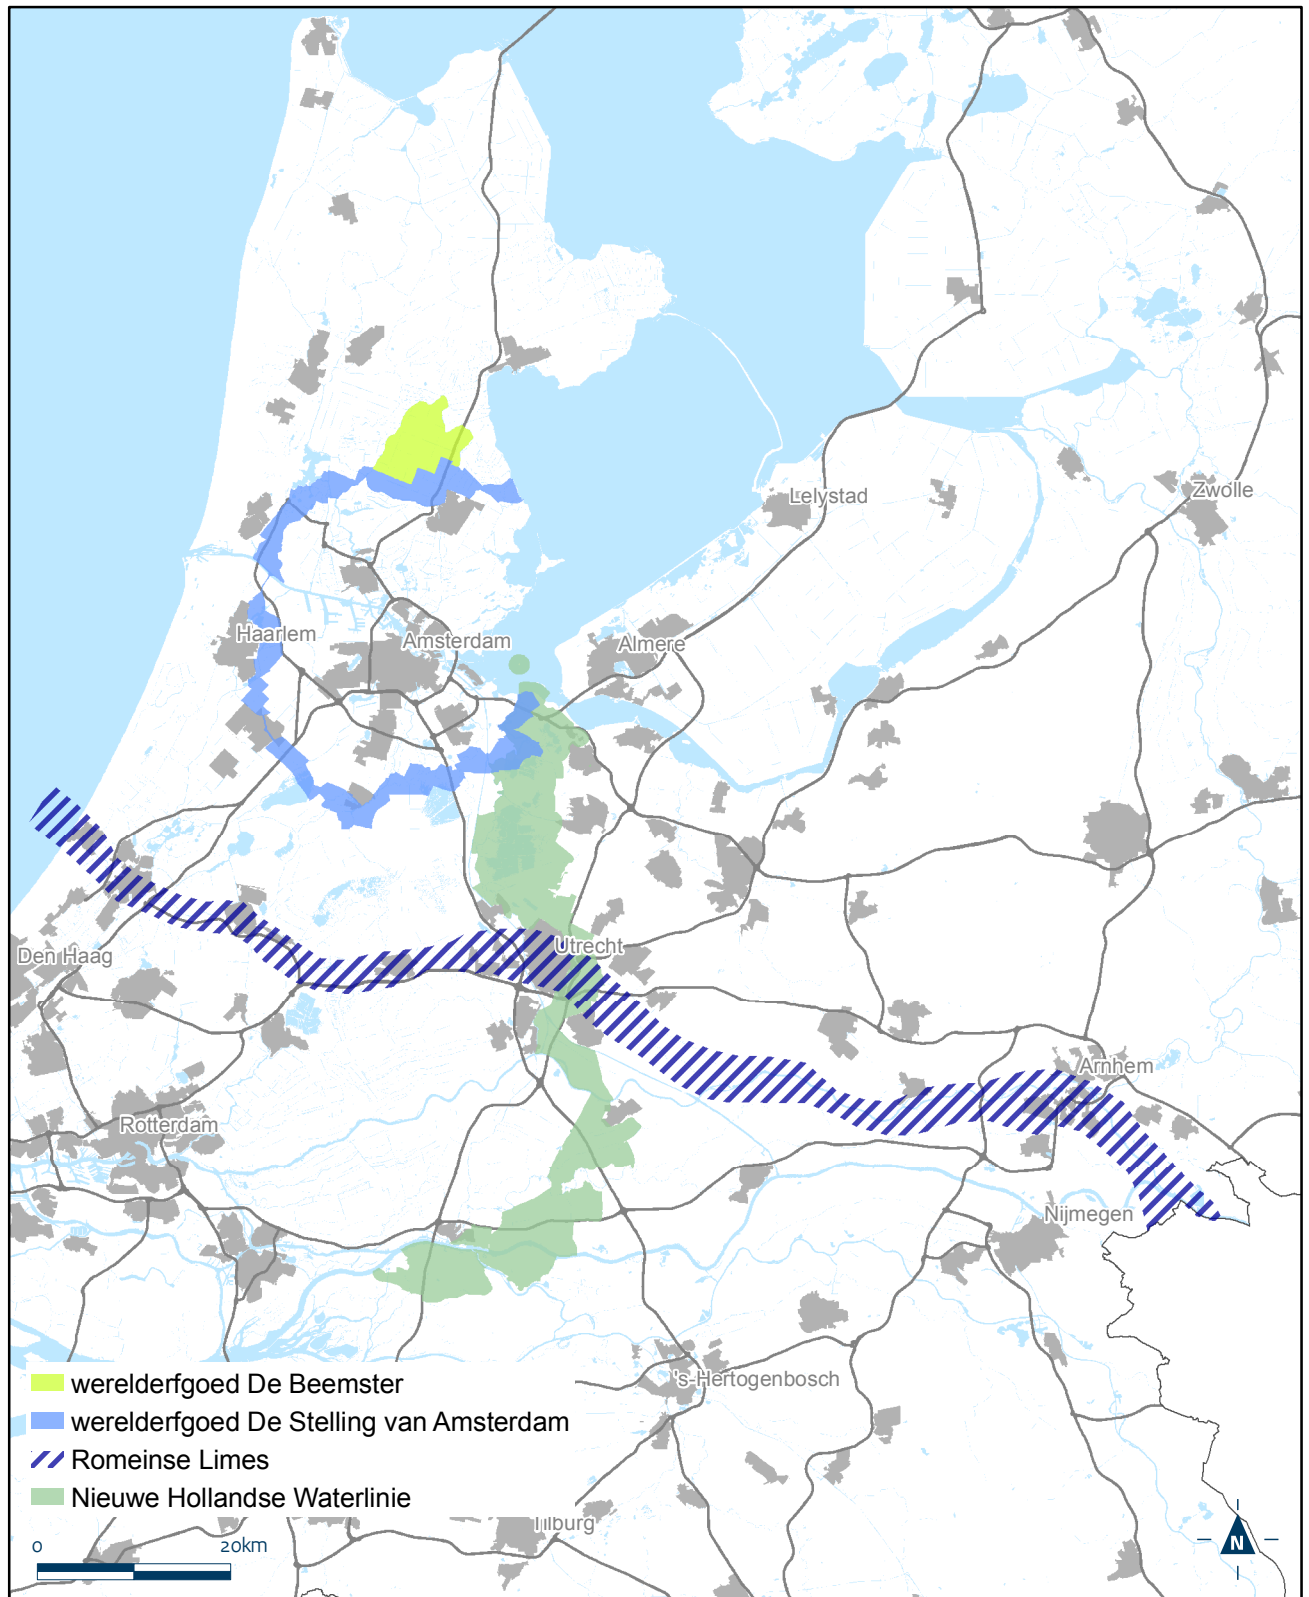 Lelystad
Zwolle
Haarlem
Amsterdam
Almere
Utrecht
Den Haag
Arnhem
Rotterdam
Nijmegen
's-Hertogenbosch
werelderfgoed De Beemster
werelderfgoed De Stelling van Amsterdam
Romeinse Limes
Nieuwe Hollandse Waterlinie
Tilburg
0 20km
N